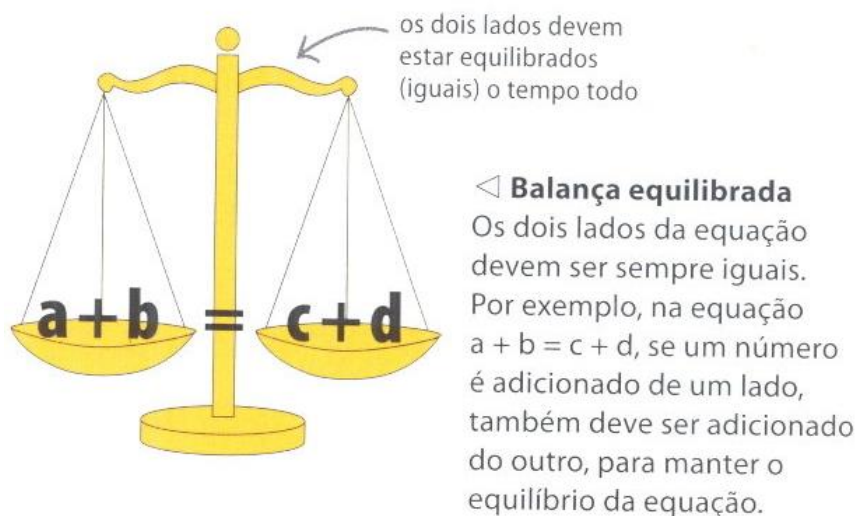 os dois lados devem
estar equilibrados
(iguais) o tempo todo
a + b = c + d
◁ Balança equilibrada
Os dois lados da equação
devem ser sempre iguais.
Por exemplo, na equação
a + b = c + d, se um número
é adicionado de um lado,
também deve ser adicionado
do outro, para manter o
equilíbrio da equação.